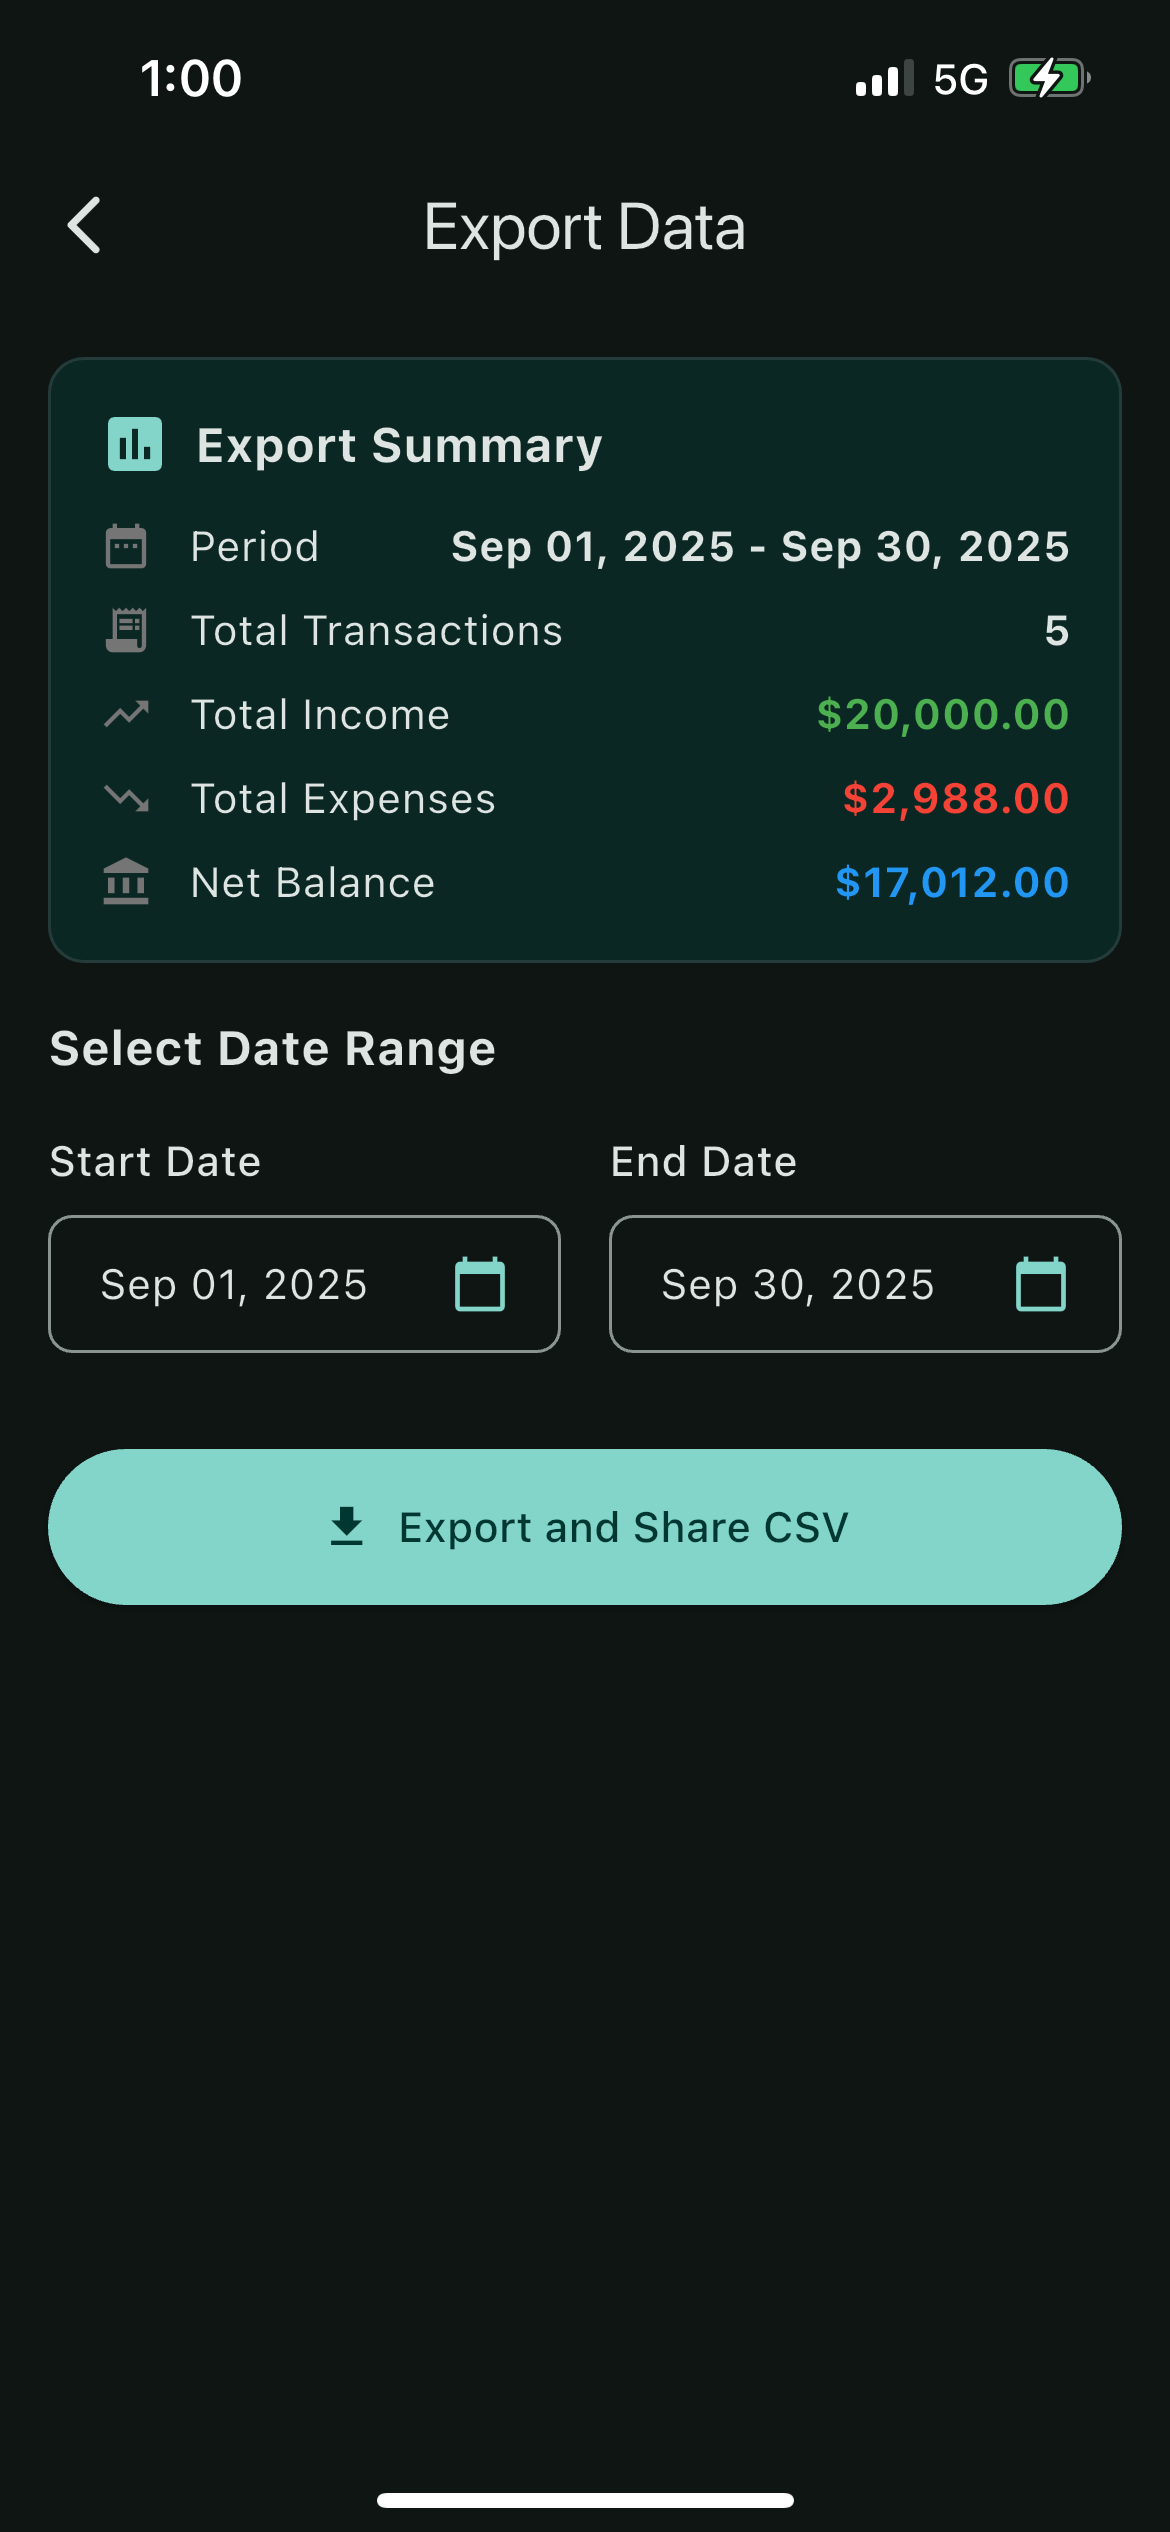 1:00
5G
Export Data
Export Summary
Period Sep 01, 2025 - Sep 30, 2025
Total Transactions 5
Total Income $20,000.00
Total Expenses $2,988.00
Net Balance $17,012.00
Select Date Range
Start Date End Date
Sep 01, 2025 Sep 30, 2025
Export and Share CSV